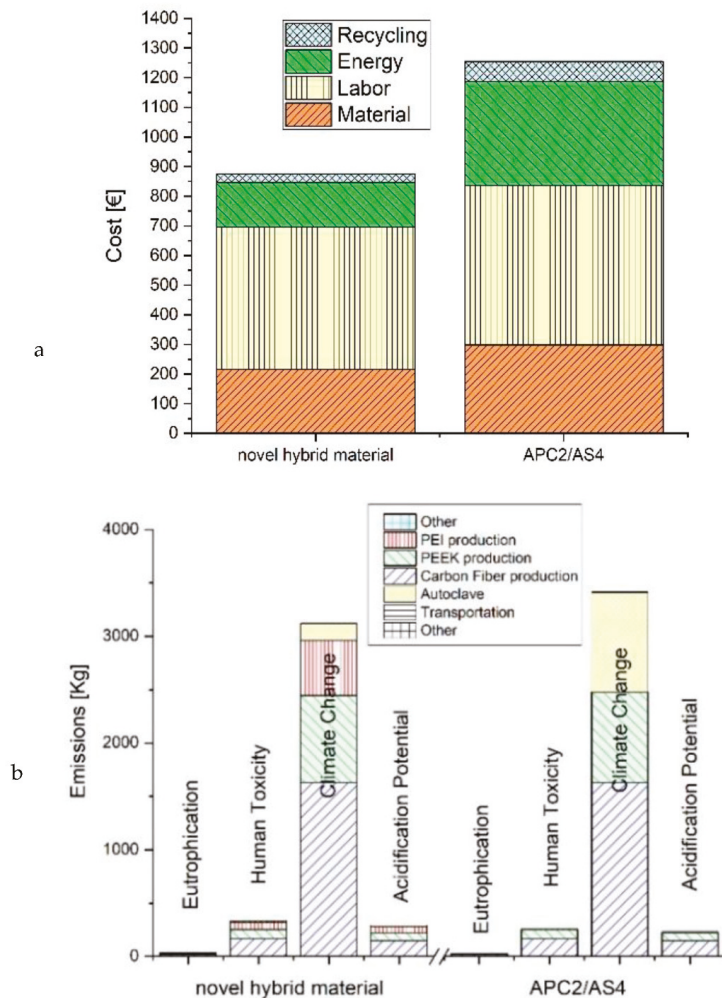 1400
1300
1200
1100
1000
900
800
700
600
500
400
300
200
100
0
Cost [€]
Recycling
Energy
Labor
Material
novel hybrid material
APC2/AS4
a
4000
3000
2000
1000
0
Emissions [Kg]
Other
PEI production
PEEK production
Carbon Fiber production
Autoclave
Transportation
Other
Eutrophication
Human Toxicity
Climate Change
Acidification Potential
Eutrophication
Human Toxicity
Climate Change
Acidification Potential
novel hybrid material
APC2/AS4
b